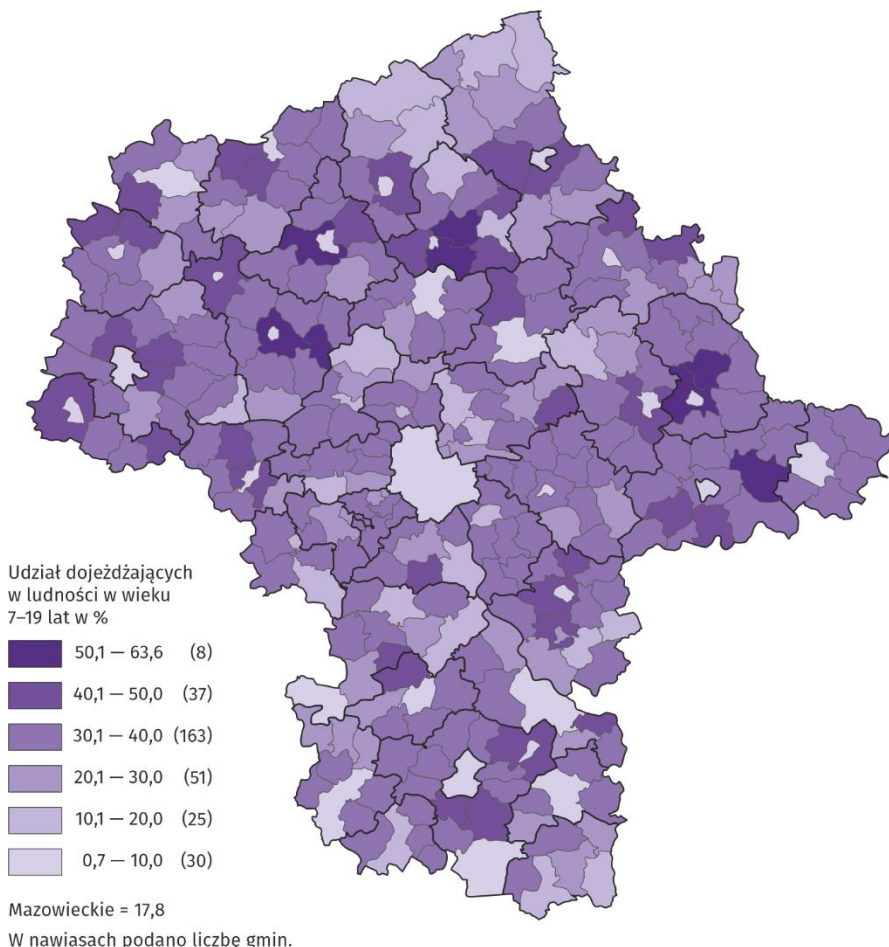 Udział dojeżdżających
w ludności w wieku
7–19 lat w %
50,1 — 63,6 (8)
40,1 — 50,0 (37)
30,1 — 40,0 (163)
20,1 — 30,0 (51)
10,1 — 20,0 (25)
0,7 — 10,0 (30)
Mazowieckie = 17,8
W nawiasach podano liczbę gmin.